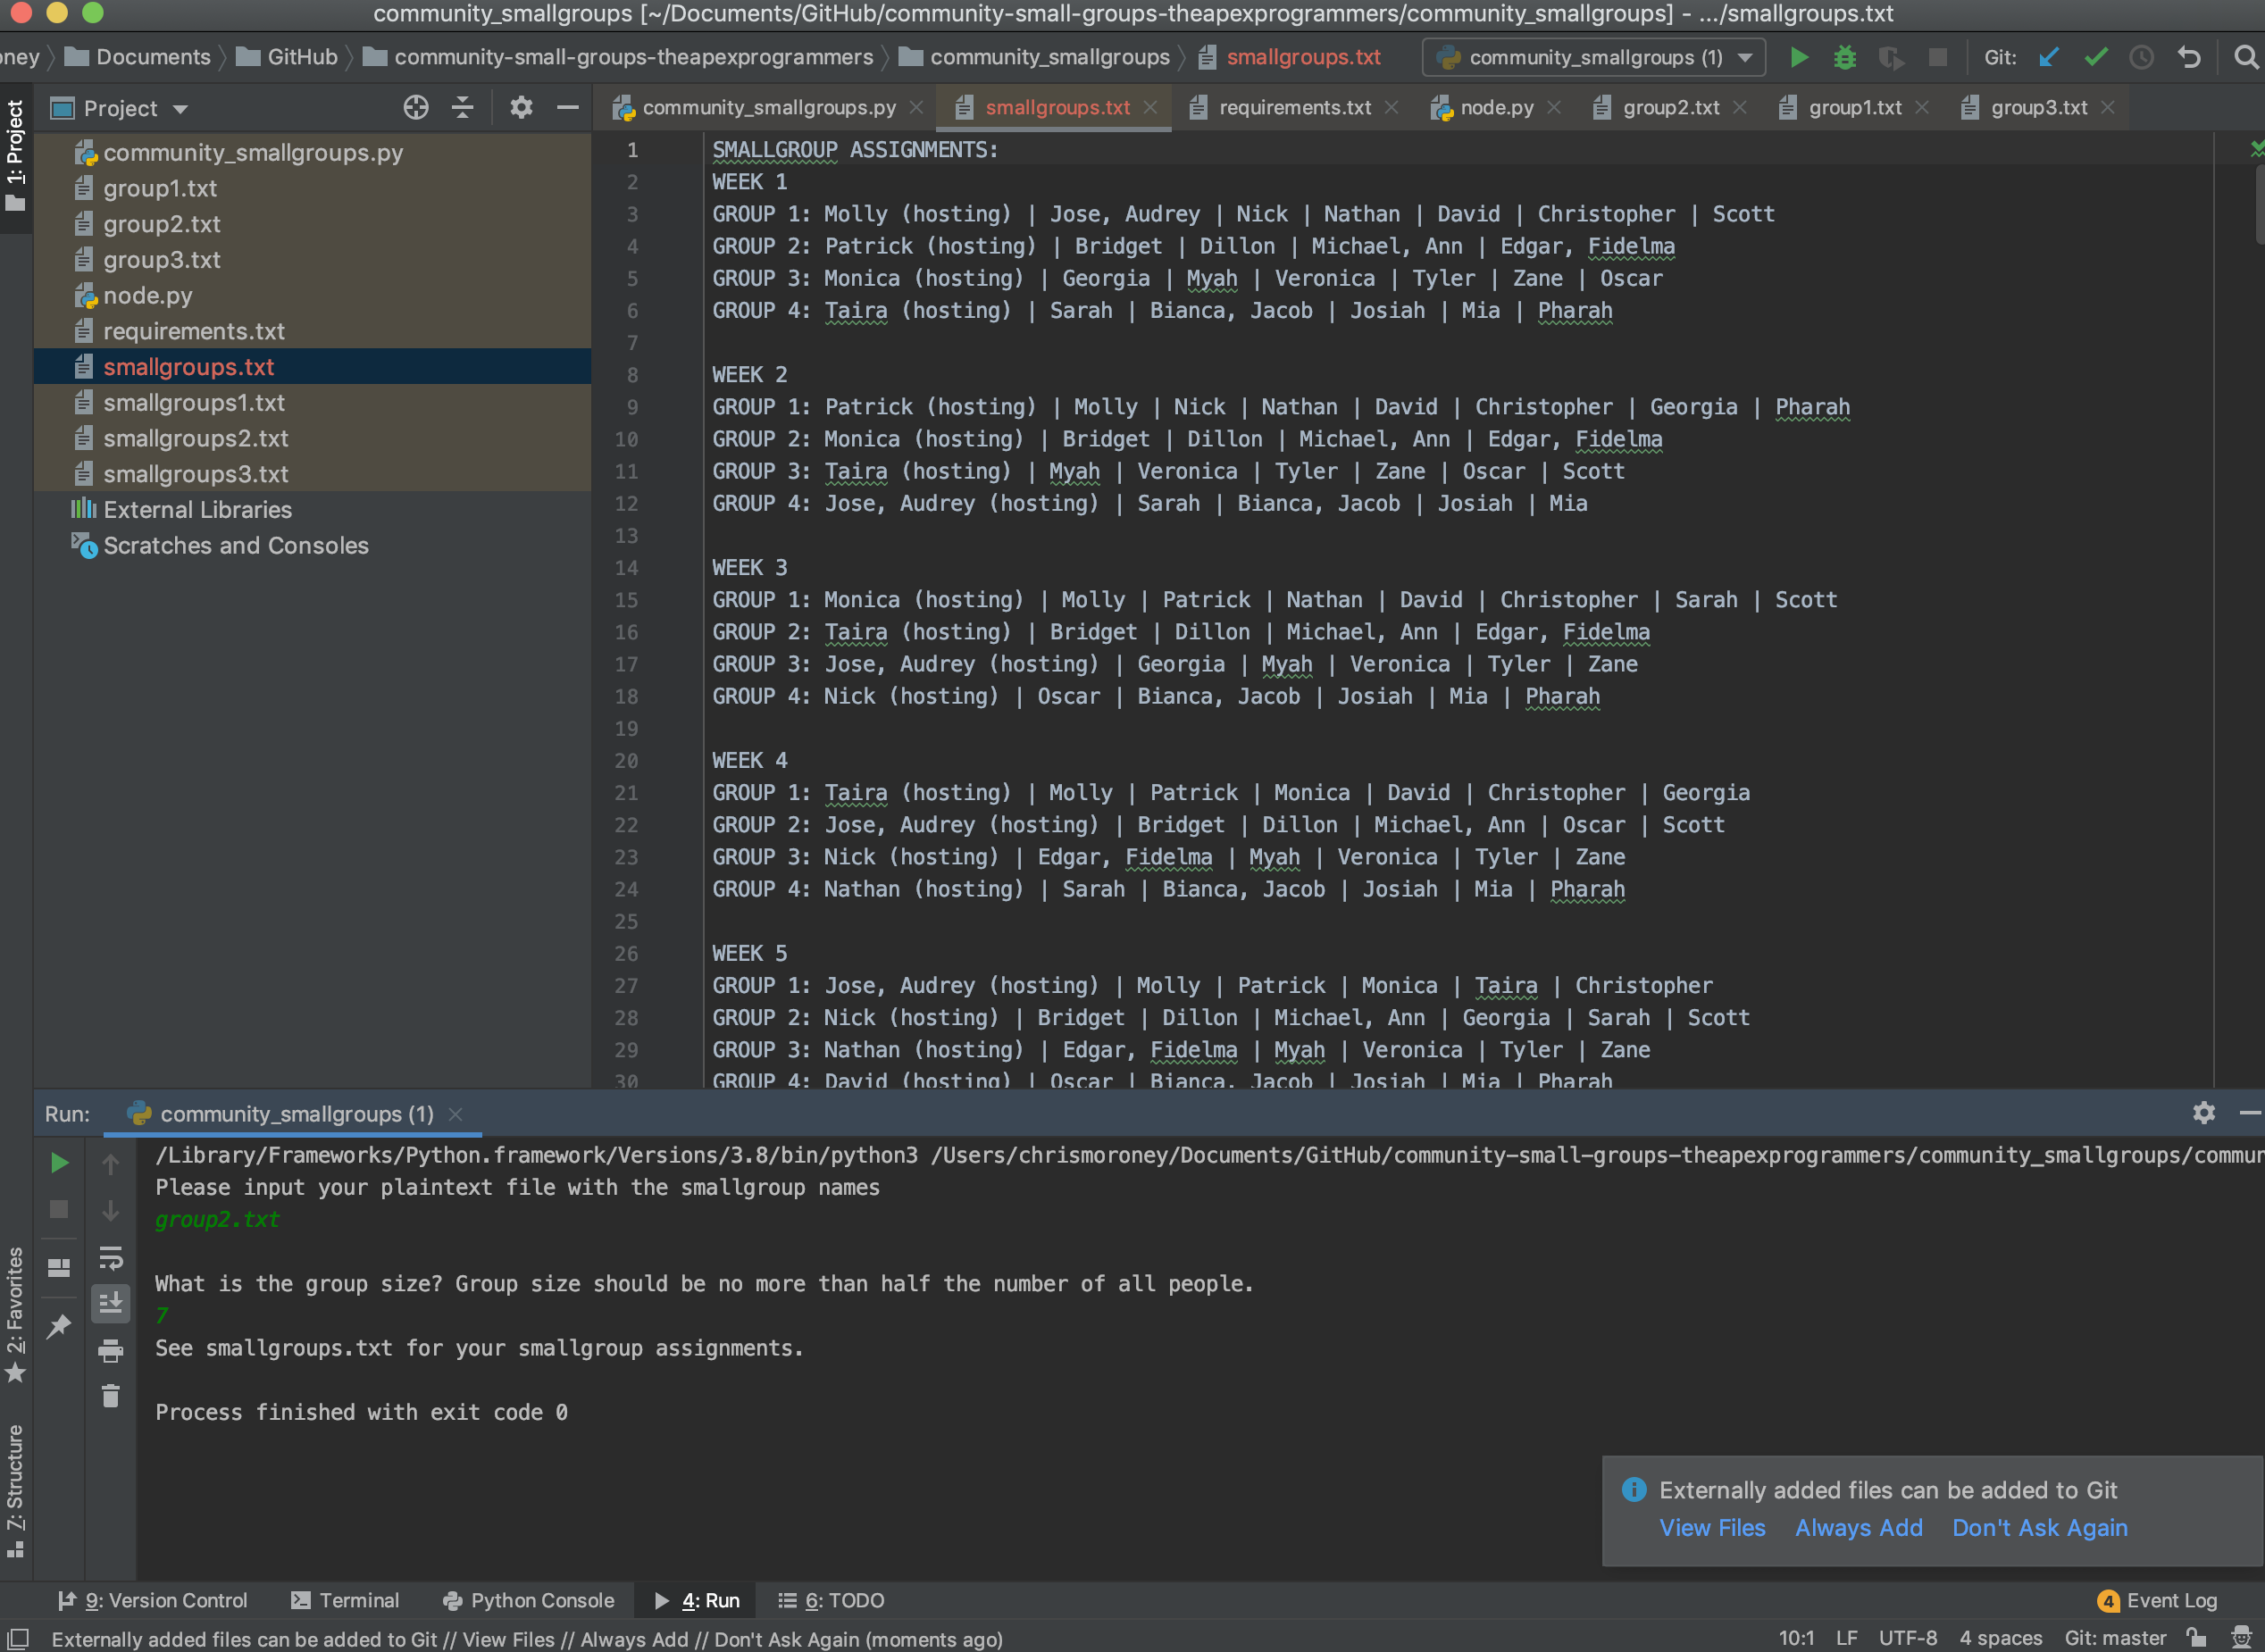 community_smallgroups [~/Documents/GitHub/community-small-groups-theapexprogrammers/community_smallgroups] - .../smallgroups.txt
oney Documents GitHub community-small-groups-theapexprogrammers community_smallgroups smallgroups.txt community_smallgroups (1) Git:
Project community_smallgroups.py smallgroups.txt requirements.txt node.py group2.txt group1.txt group3.txt
1: Project
community_smallgroups.py
group1.txt
group2.txt
group3.txt
node.py
requirements.txt
smallgroups.txt
smallgroups1.txt
smallgroups2.txt
smallgroups3.txt
External Libraries
Scratches and Consoles
1 SMALLGROUP ASSIGNMENTS:
2 WEEK 1
3 GROUP 1: Molly (hosting) | Jose, Audrey | Nick | Nathan | David | Christopher | Scott
4 GROUP 2: Patrick (hosting) | Bridget | Dillon | Michael, Ann | Edgar, Fidelma
5 GROUP 3: Monica (hosting) | Georgia | Myah | Veronica | Tyler | Zane | Oscar
6 GROUP 4: Taira (hosting) | Sarah | Bianca, Jacob | Josiah | Mia | Pharah
7
8 WEEK 2
9 GROUP 1: Patrick (hosting) | Molly | Nick | Nathan | David | Christopher | Georgia | Pharah
10 GROUP 2: Monica (hosting) | Bridget | Dillon | Michael, Ann | Edgar, Fidelma
11 GROUP 3: Taira (hosting) | Myah | Veronica | Tyler | Zane | Oscar | Scott
12 GROUP 4: Jose, Audrey (hosting) | Sarah | Bianca, Jacob | Josiah | Mia
13
14 WEEK 3
15 GROUP 1: Monica (hosting) | Molly | Patrick | Nathan | David | Christopher | Sarah | Scott
16 GROUP 2: Taira (hosting) | Bridget | Dillon | Michael, Ann | Edgar, Fidelma
17 GROUP 3: Jose, Audrey (hosting) | Georgia | Myah | Veronica | Tyler | Zane
18 GROUP 4: Nick (hosting) | Oscar | Bianca, Jacob | Josiah | Mia | Pharah
19
20 WEEK 4
21 GROUP 1: Taira (hosting) | Molly | Patrick | Monica | David | Christopher | Georgia
22 GROUP 2: Jose, Audrey (hosting) | Bridget | Dillon | Michael, Ann | Oscar | Scott
23 GROUP 3: Nick (hosting) | Edgar, Fidelma | Myah | Veronica | Tyler | Zane
24 GROUP 4: Nathan (hosting) | Sarah | Bianca, Jacob | Josiah | Mia | Pharah
25
26 WEEK 5
27 GROUP 1: Jose, Audrey (hosting) | Molly | Patrick | Monica | Taira | Christopher
28 GROUP 2: Nick (hosting) | Bridget | Dillon | Michael, Ann | Georgia | Sarah | Scott
29 GROUP 3: Nathan (hosting) | Edgar, Fidelma | Myah | Veronica | Tyler | Zane
30 GROUP 4: David (hosting) | Oscar | Bianca, Jacob | Josiah | Mia | Pharah
Run: community_smallgroups (1)
/Library/Frameworks/Python.framework/Versions/3.8/bin/python3 /Users/chrismoroney/Documents/GitHub/community-small-groups-theapexprogrammers/community_smallgroups/commun
Please input your plaintext file with the smallgroup names
group2.txt
What is the group size? Group size should be no more than half the number of all people.
7
See smallgroups.txt for your smallgroup assignments.
Process finished with exit code 0
2: Favorites
Z: Structure
Externally added files can be added to Git
View Files Always Add Don't Ask Again
9: Version Control Terminal Python Console 4: Run 6: TODO 4 Event Log
Externally added files can be added to Git // View Files // Always Add // Don't Ask Again (moments ago) 10:1 LF UTF-8 4 spaces Git: master